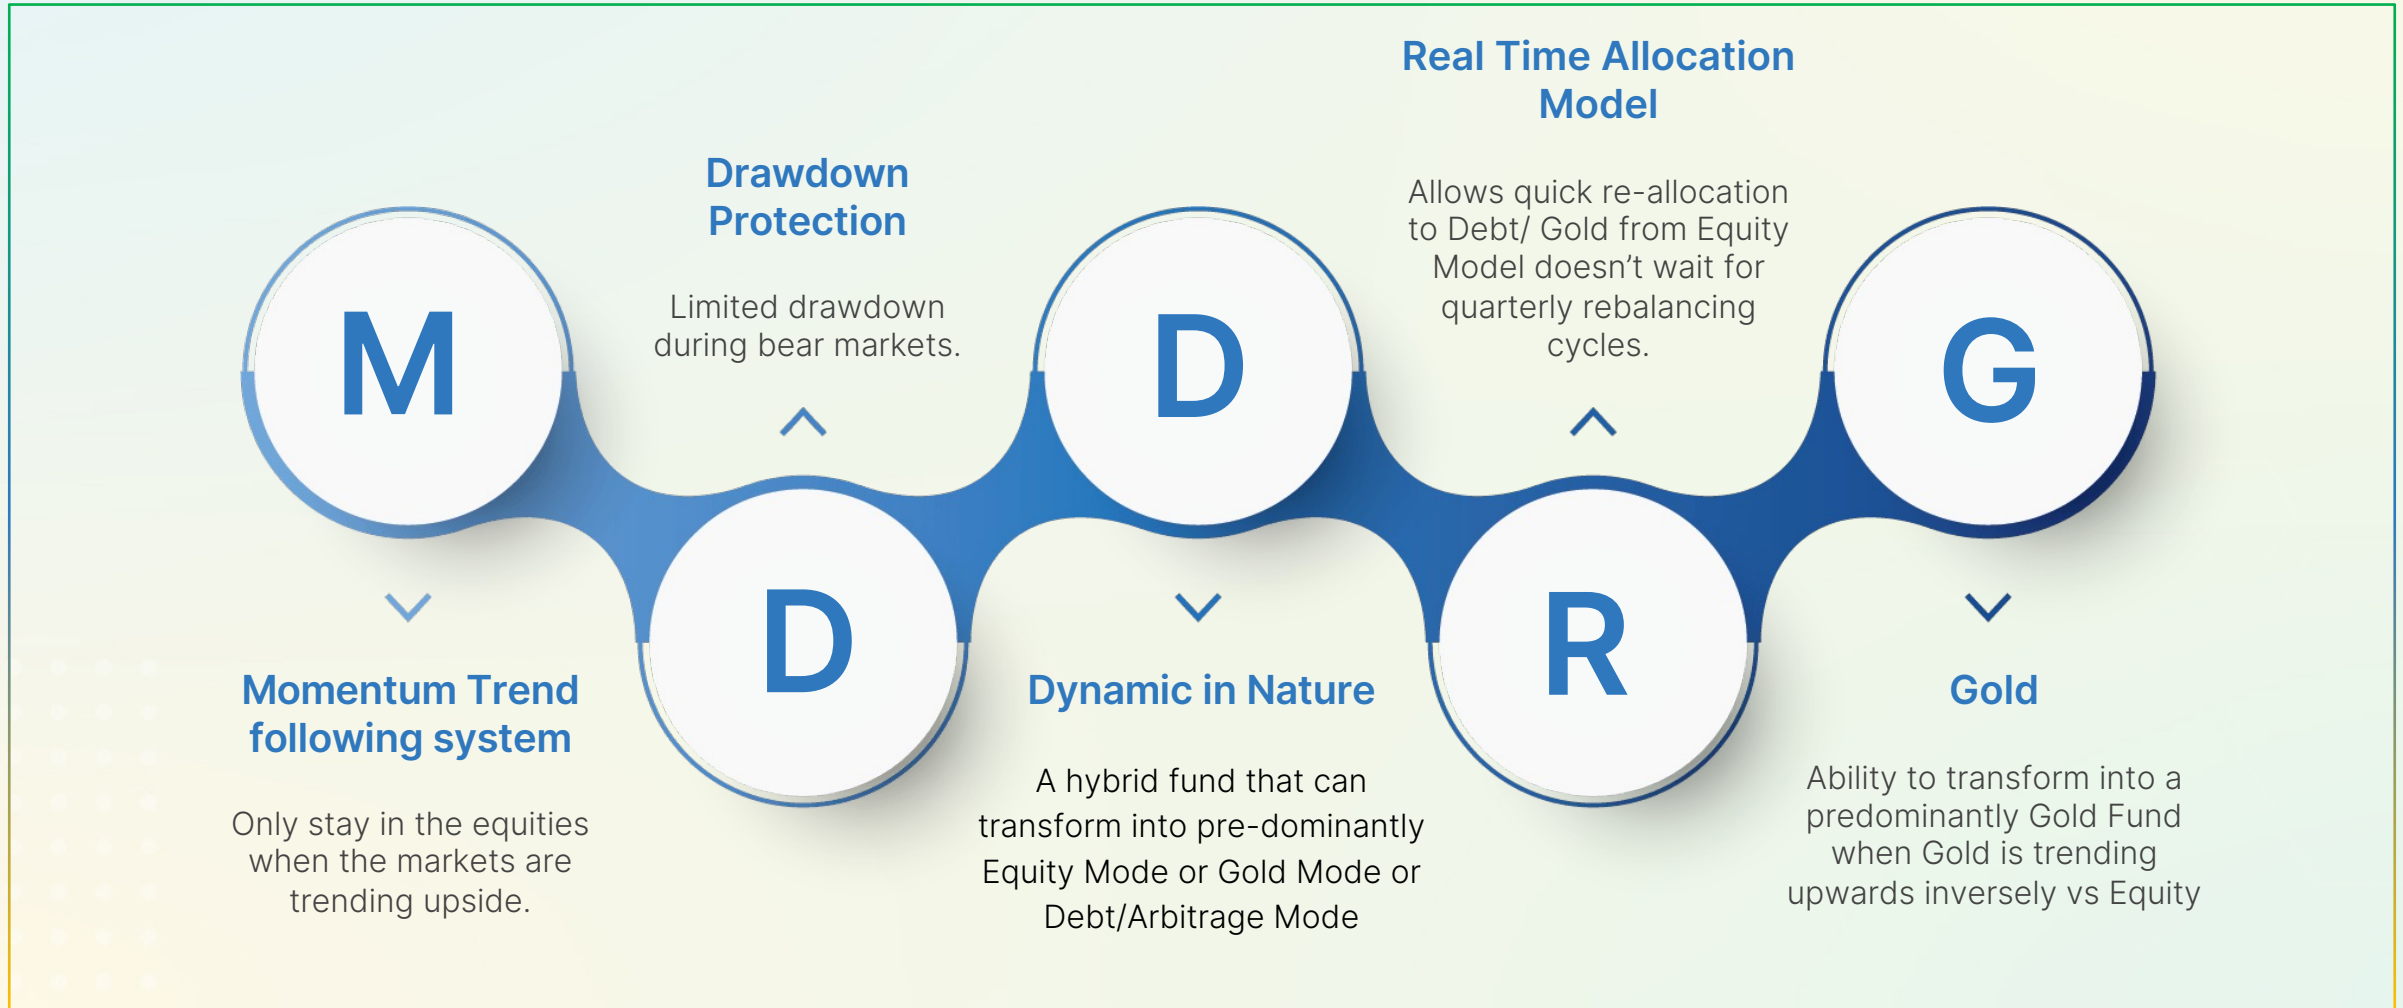 M
Momentum Trend
following system
Only stay in the equities
when the markets are
trending upside.
Drawdown
Protection
Limited drawdown
during bear markets.
D
D
Dynamic in Nature
A hybrid fund that can
transform into pre-dominantly
Equity Mode or Gold Mode or
Debt/Arbitrage Mode
Real Time Allocation
Model
Allows quick re-allocation
to Debt/ Gold from Equity
Model doesn’t wait for
quarterly rebalancing
cycles.
R
G
Gold
Ability to transform into a
predominantly Gold Fund
when Gold is trending
upwards inversely vs Equity